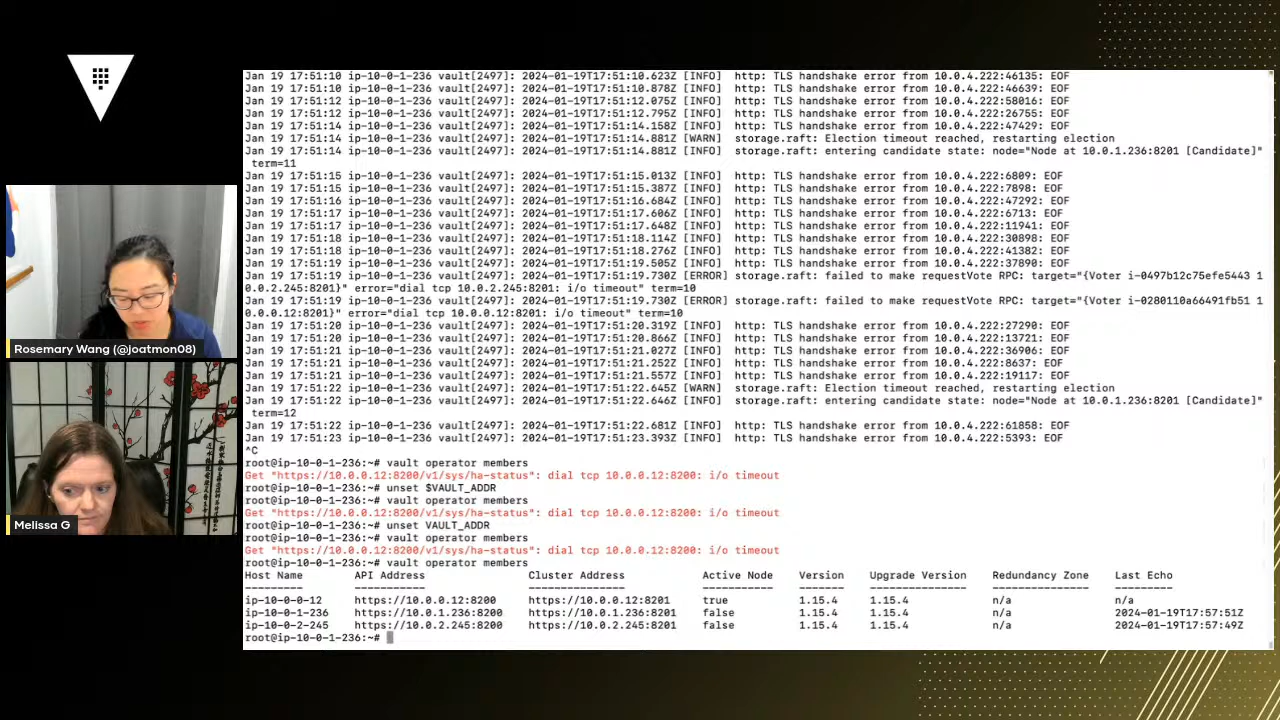 Jan 19 17:51:10 ip-10-0-1-236 vault[2497]: 2024-01-19T17:51:10.623Z [INFO]  http: TLS handshake error from 10.0.4.222:46135: EOF
Jan 19 17:51:10 ip-10-0-1-236 vault[2497]: 2024-01-19T17:51:10.878Z [INFO]  http: TLS handshake error from 10.0.4.222:46639: EOF
Jan 19 17:51:12 ip-10-0-1-236 vault[2497]: 2024-01-19T17:51:12.075Z [INFO]  http: TLS handshake error from 10.0.4.222:58016: EOF
Jan 19 17:51:12 ip-10-0-1-236 vault[2497]: 2024-01-19T17:51:12.795Z [INFO]  http: TLS handshake error from 10.0.4.222:26755: EOF
Jan 19 17:51:14 ip-10-0-1-236 vault[2497]: 2024-01-19T17:51:14.158Z [INFO]  http: TLS handshake error from 10.0.4.222:47429: EOF
Jan 19 17:51:14 ip-10-0-1-236 vault[2497]: 2024-01-19T17:51:14.881Z [WARN]  storage.raft: Election timeout reached, restarting election
Jan 19 17:51:14 ip-10-0-1-236 vault[2497]: 2024-01-19T17:51:14.881Z [INFO]  storage.raft: entering candidate state: node="Node at 10.0.1.236:8201 [Candidate]"
term=11
Jan 19 17:51:15 ip-10-0-1-236 vault[2497]: 2024-01-19T17:51:15.013Z [INFO]  http: TLS handshake error from 10.0.4.222:6809: EOF
Jan 19 17:51:15 ip-10-0-1-236 vault[2497]: 2024-01-19T17:51:15.387Z [INFO]  http: TLS handshake error from 10.0.4.222:7898: EOF
Jan 19 17:51:16 ip-10-0-1-236 vault[2497]: 2024-01-19T17:51:16.684Z [INFO]  http: TLS handshake error from 10.0.4.222:47292: EOF
Jan 19 17:51:17 ip-10-0-1-236 vault[2497]: 2024-01-19T17:51:17.606Z [INFO]  http: TLS handshake error from 10.0.4.222:6713: EOF
Jan 19 17:51:17 ip-10-0-1-236 vault[2497]: 2024-01-19T17:51:17.648Z [INFO]  http: TLS handshake error from 10.0.4.222:11941: EOF
Jan 19 17:51:18 ip-10-0-1-236 vault[2497]: 2024-01-19T17:51:18.114Z [INFO]  http: TLS handshake error from 10.0.4.222:30898: EOF
Jan 19 17:51:18 ip-10-0-1-236 vault[2497]: 2024-01-19T17:51:18.276Z [INFO]  http: TLS handshake error from 10.0.4.222:41382: EOF
Jan 19 17:51:19 ip-10-0-1-236 vault[2497]: 2024-01-19T17:51:19.505Z [INFO]  http: TLS handshake error from 10.0.4.222:37890: EOF
Jan 19 17:51:19 ip-10-0-1-236 vault[2497]: 2024-01-19T17:51:19.730Z [ERROR] storage.raft: failed to make requestVote RPC: target="{Voter i-0497b12c75efe5443 1
0.0.2.245:8201}" error="dial tcp 10.0.2.245:8201: i/o timeout" term=10
Jan 19 17:51:19 ip-10-0-1-236 vault[2497]: 2024-01-19T17:51:19.730Z [ERROR] storage.raft: failed to make requestVote RPC: target="{Voter i-0280110a66491fb51 1
0.0.0.12:8201}" error="dial tcp 10.0.0.12:8201: i/o timeout" term=10
Jan 19 17:51:20 ip-10-0-1-236 vault[2497]: 2024-01-19T17:51:20.319Z [INFO]  http: TLS handshake error from 10.0.4.222:27290: EOF
Jan 19 17:51:20 ip-10-0-1-236 vault[2497]: 2024-01-19T17:51:20.866Z [INFO]  http: TLS handshake error from 10.0.4.222:13721: EOF
Jan 19 17:51:21 ip-10-0-1-236 vault[2497]: 2024-01-19T17:51:21.027Z [INFO]  http: TLS handshake error from 10.0.4.222:36906: EOF
Jan 19 17:51:21 ip-10-0-1-236 vault[2497]: 2024-01-19T17:51:21.252Z [INFO]  http: TLS handshake error from 10.0.4.222:8637: EOF
Jan 19 17:51:21 ip-10-0-1-236 vault[2497]: 2024-01-19T17:51:21.557Z [INFO]  http: TLS handshake error from 10.0.4.222:19117: EOF
Jan 19 17:51:22 ip-10-0-1-236 vault[2497]: 2024-01-19T17:51:22.645Z [WARN]  storage.raft: Election timeout reached, restarting election
Jan 19 17:51:22 ip-10-0-1-236 vault[2497]: 2024-01-19T17:51:22.646Z [INFO]  storage.raft: entering candidate state: node="Node at 10.0.1.236:8201 [Candidate]"
term=12
Jan 19 17:51:22 ip-10-0-1-236 vault[2497]: 2024-01-19T17:51:22.681Z [INFO]  http: TLS handshake error from 10.0.4.222:61858: EOF
Jan 19 17:51:23 ip-10-0-1-236 vault[2497]: 2024-01-19T17:51:23.393Z [INFO]  http: TLS handshake error from 10.0.4.222:5393: EOF
^C
root@ip-10-0-1-236:~# vault operator members
Get "https://10.0.0.12:8200/v1/sys/ha-status": dial tcp 10.0.0.12:8200: i/o timeout
root@ip-10-0-1-236:~# unset $VAULT_ADDR
root@ip-10-0-1-236:~# vault operator members
Get "https://10.0.0.12:8200/v1/sys/ha-status": dial tcp 10.0.0.12:8200: i/o timeout
root@ip-10-0-1-236:~# unset VAULT_ADDR
root@ip-10-0-1-236:~# vault operator members
Get "https://10.0.0.12:8200/v1/sys/ha-status": dial tcp 10.0.0.12:8200: i/o timeout
root@ip-10-0-1-236:~# vault operator members
Host Name  API Address  Cluster Address  Active Node  Version  Upgrade Version  Redundancy Zone  Last Echo
---------  -----------  ---------------  -----------  -------  ---------------  ---------------  ---------
ip-10-0-0-12  https://10.0.0.12:8200  https://10.0.0.12:8201  true  1.15.4  1.15.4  n/a  n/a
ip-10-0-1-236  https://10.0.1.236:8200  https://10.0.1.236:8201  false  1.15.4  1.15.4  n/a  2024-01-19T17:57:51Z
ip-10-0-2-245  https://10.0.2.245:8200  https://10.0.2.245:8201  false  1.15.4  1.15.4  n/a  2024-01-19T17:57:49Z
root@ip-10-0-1-236:~#
Rosemary Wang (@joatmon08)
Melissa G